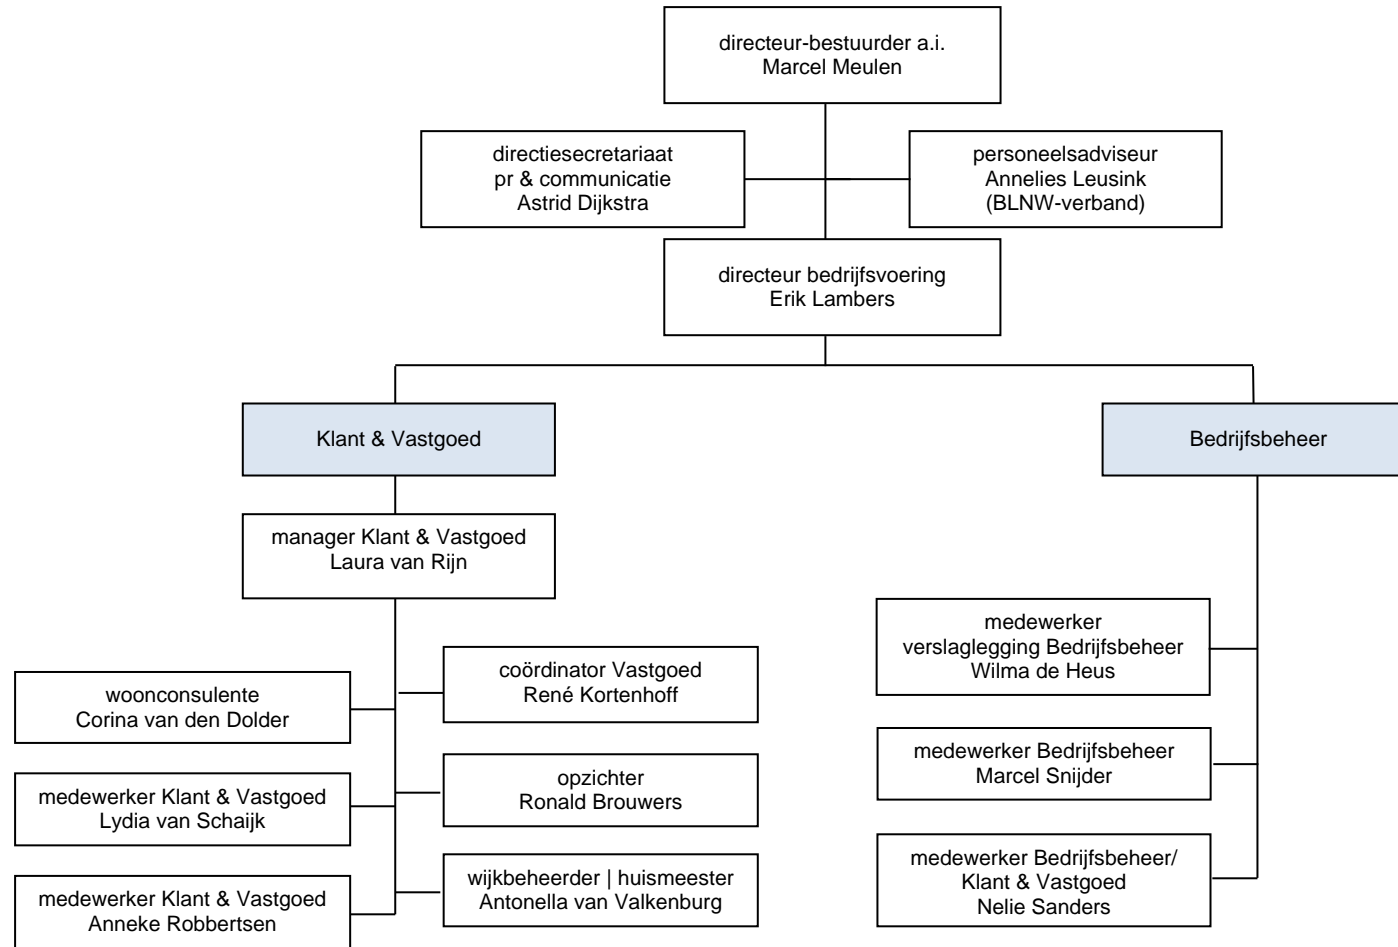 directeur-bestuurder a.i.
Marcel Meulen
directiesecretariaat
pr & communicatie
Astrid Dijkstra
personeelsadviseur
Annelies Leusink
(BLNW-verband)
directeur bedrijfsvoering
Erik Lambers
Klant & Vastgoed
Bedrijfsbeheer
manager Klant & Vastgoed
Laura van Rijn
woonconsulente
Corina van den Dolder
medewerker Klant & Vastgoed
Lydia van Schaijk
medewerker Klant & Vastgoed
Anneke Robbertsen
coördinator Vastgoed
René Kortenhoff
opzichter
Ronald Brouwers
wijkbeheerder | huismeester
Antonella van Valkenburg
medewerker
verslaglegging Bedrijfsbeheer
Wilma de Heus
medewerker Bedrijfsbeheer
Marcel Snijder
medewerker Bedrijfsbeheer/
Klant & Vastgoed
Nelie Sanders